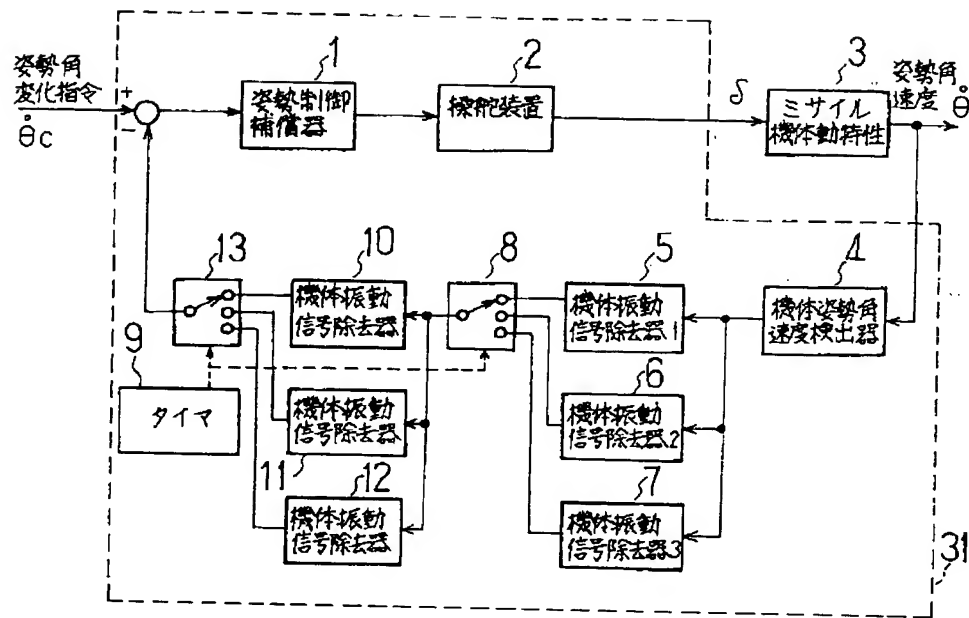 姿勢角
変化指令
θ̇c
+
−
1
姿勢制御
補償器
2
操舵装置
δ
3
ミサイル
機体動特性
姿勢角
速度
θ̇
13
10
機体振動
信号除去器
8
5
機体振動
信号除去器1
4
機体姿勢角
速度検出器
9
タイマ
機体振動
信号除去器
11
6
機体振動
信号除去器2
12
機体振動
信号除去器
7
機体振動
信号除去器3
31